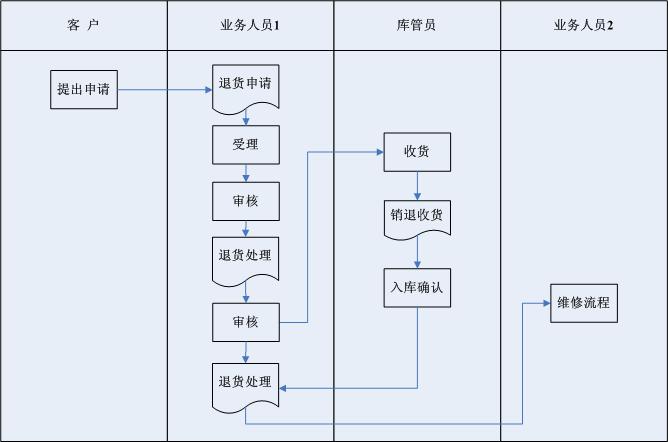 客 户
业务人员1
库管员
业务人员2
提出申请
退货申请
受理
审核
退货处理
审核
退货处理
收货
销退收货
入库确认
维修流程